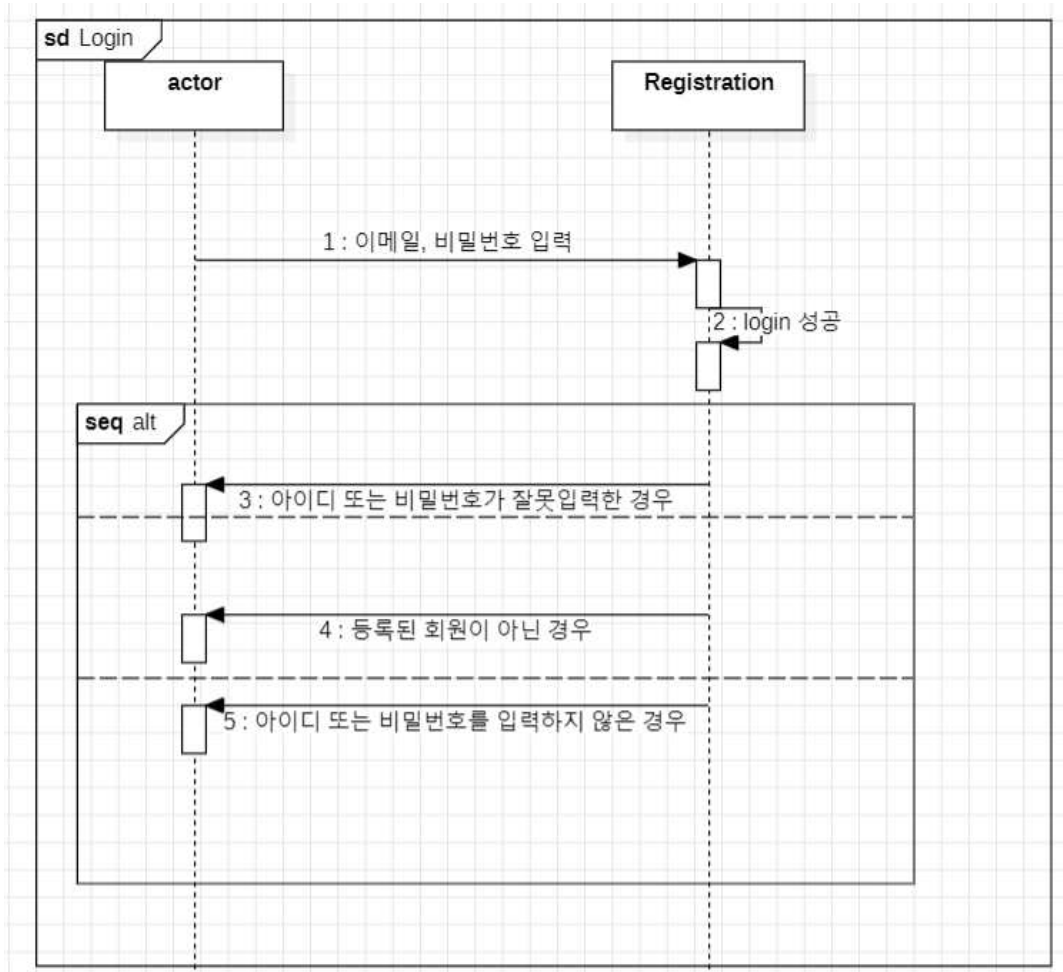 sd Login
actor
Registration
1 : 이메일, 비밀번호 입력
2 : login 성공
seq alt
3 : 아이디 또는 비밀번호가 잘못입력한 경우
4 : 등록된 회원이 아닌 경우
5 : 아이디 또는 비밀번호를 입력하지 않은 경우